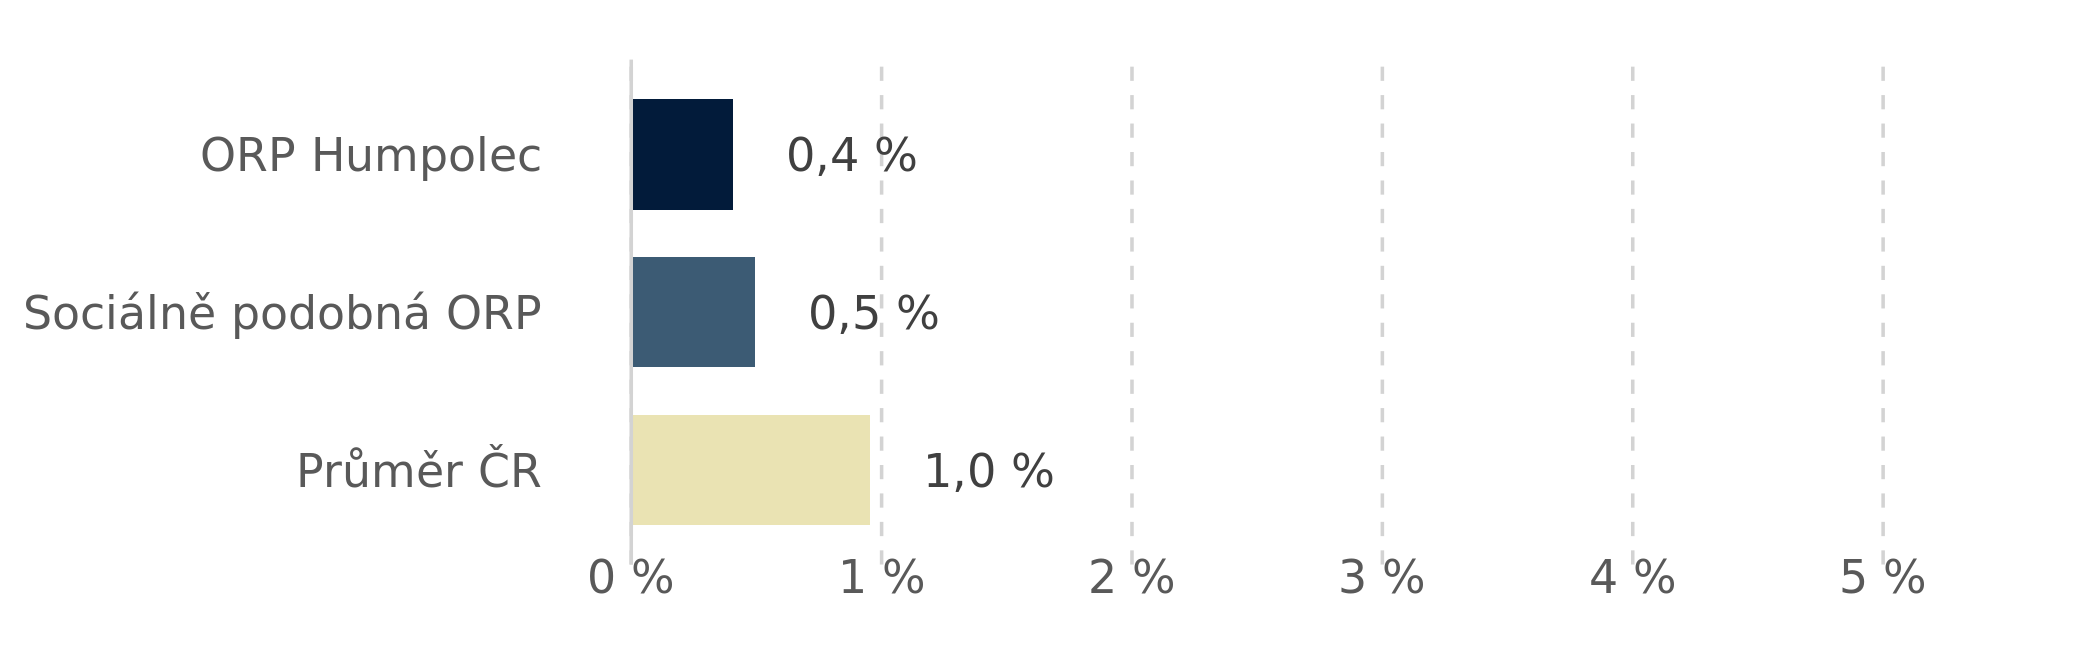 ORP Humpolec 0,4 %
Sociálně podobná ORP 0,5 %
Průměr ČR 1,0 %
0 % 1 % 2 % 3 % 4 % 5 %